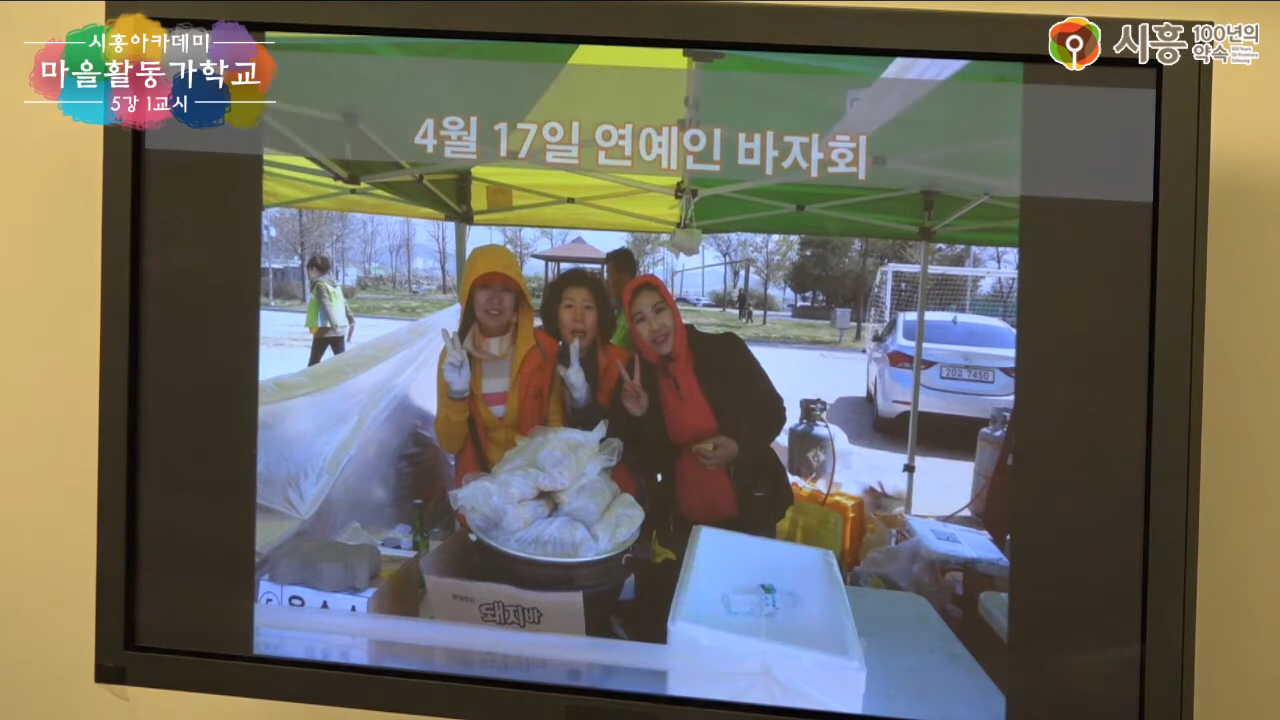 시흥아카데미
마을활동가학교
5강 1교시
시흥
100년의
약속
4월 17일 연예인 바자회
돼지바